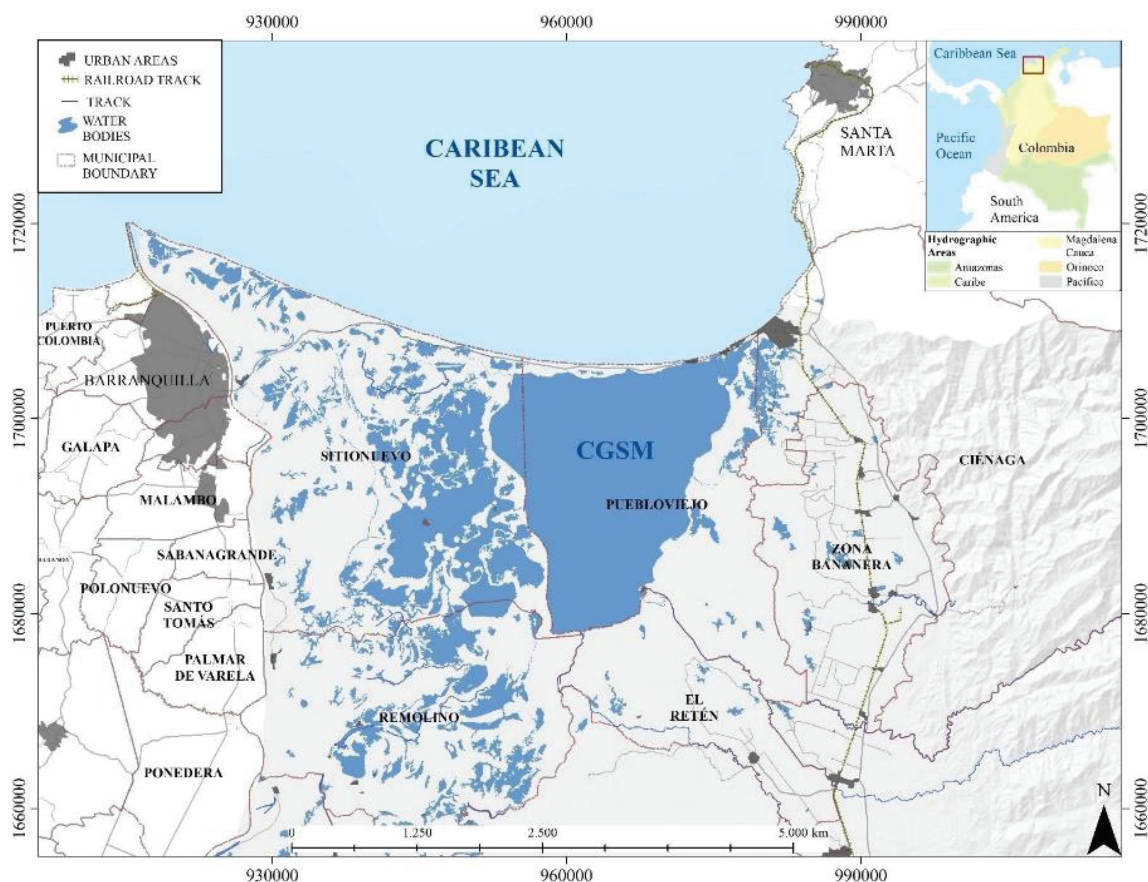 930000
960000
990000
URBAN AREAS
RAILROAD TRACK
TRACK
WATER
BODIES
MUNICIPAL
BOUNDARY
CARIBEAN
SEA
SANTA
MARTA
Caribbean Sea
Pacific
Ocean
Colombia
South
America
Hydrographic
Areas
Amazonas
Caribe
Magdalena
Cauca
Orinoco
Pacifico
1720000
1720000
PUERTO
COLOMBIA
BARRANQUILLA
1700000
1700000
GALAPA
SITIONUEVO
CGSM
CIÉNAGA
MALAMBO
PUEBLOVIEJO
SABANAGRANDE
ZONA
BANANERA
POLONUEVO
SANTO
TOMÁS
1680000
1680000
PALMAR
DE VARELA
REMOLINO
EL
RETÉN
PONEDERA
N
1660000
1660000
0
1.250
2.500
5.000 km
930000
960000
990000